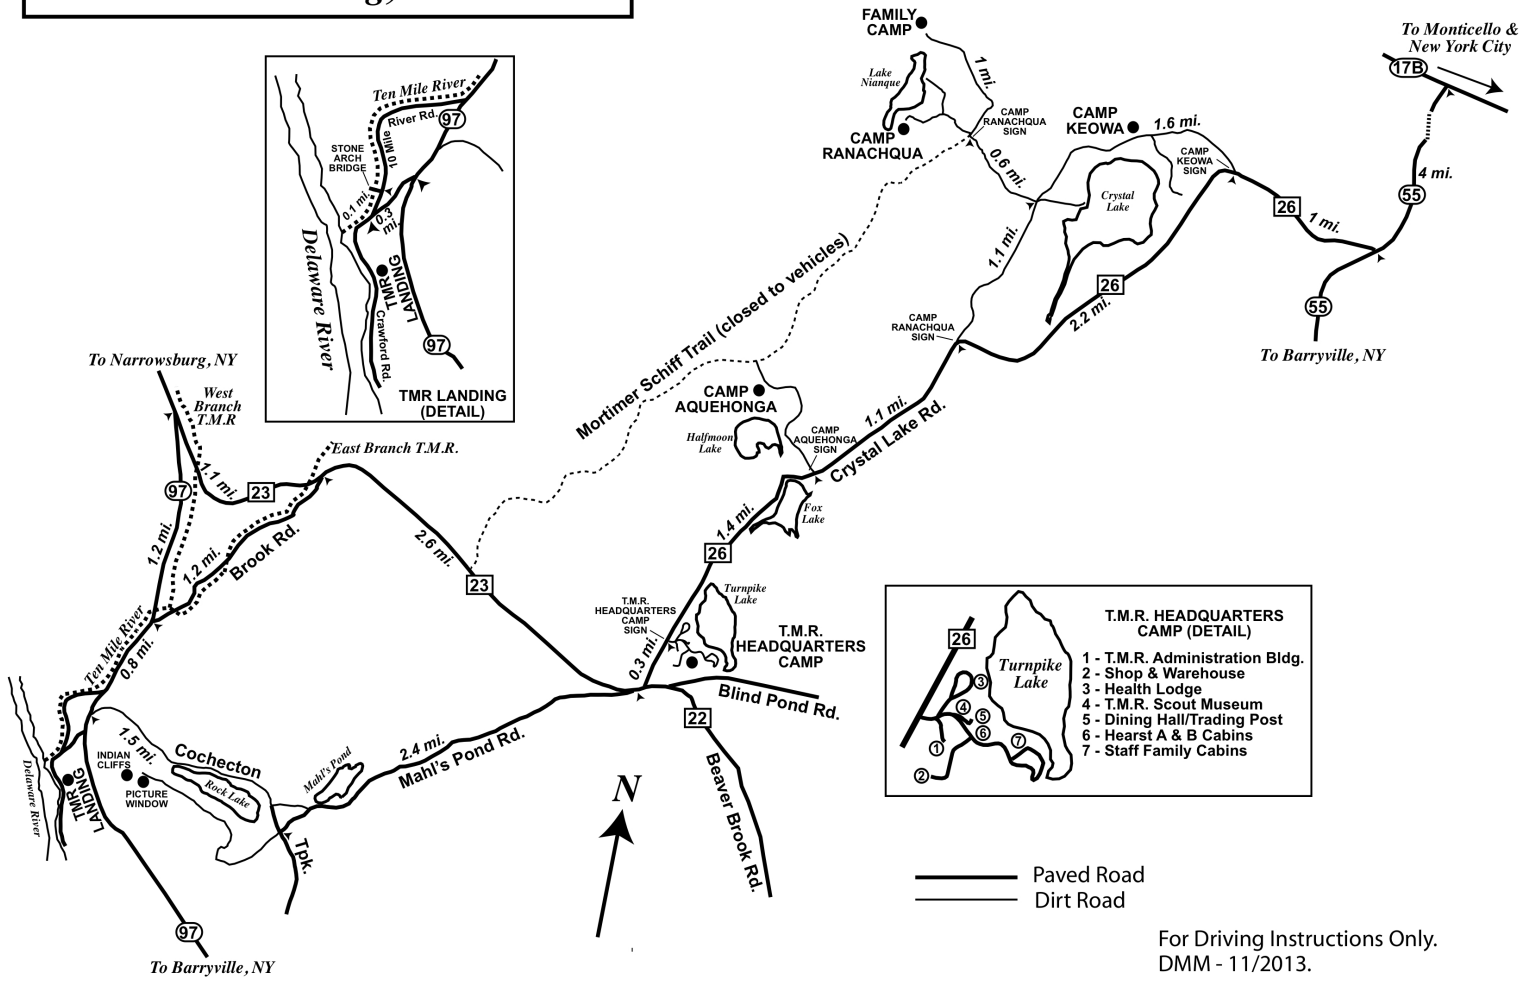 FAMILY
CAMP
To Monticello &
New York City
17B
Lake
Nianque
1 mi.
CAMP
RANACHQUA
SIGN
CAMP
RANACHQUA
CAMP
KEOWA
1.6 mi.
CAMP
KEOWA
SIGN
0.6 mi.
Crystal
Lake
4 mi.
55
26
1 mi.
1.1 mi.
26
2.2 mi.
55
To Barryville, NY
CAMP
RANACHQUA
SIGN
Mortimer Schiff Trail (closed to vehicles)
Ten Mile River
River Rd.
97
10 Mile
STONE
ARCH
BRIDGE
0.1 mi.
0.3
mi.
Delaware River
TMR
LANDING
Crawford Rd.
97
TMR LANDING
(DETAIL)
To Narrowsburg, NY
West
Branch
T.M.R
East Branch T.M.R.
CAMP
AQUEHONGA
Halfmoon
Lake
CAMP
AQUEHONGA
SIGN
1.1 mi.
Crystal Lake Rd.
Fox
Lake
1.4 mi.
26
97
1.1 mi.
23
1.2 mi.
1.2 mi.
Brook Rd.
2.6 mi.
23
Turnpike
Lake
T.M.R.
HEADQUARTERS
CAMP
SIGN
T.M.R.
HEADQUARTERS
CAMP
0.3 mi.
Blind Pond Rd.
22
Ten Mile River
0.8 mi.
Delaware River
TMR
LANDING
1.5 mi.
INDIAN
CLIFFS
PICTURE
WINDOW
Cochecton
Rock Lake
Mahl's Pond
2.4 mi.
Mahl's Pond Rd.
Tpk.
Beaver Brook Rd.
N
97
To Barryville, NY
26
Turnpike
Lake
3
4
5
6
7
1
2
T.M.R. HEADQUARTERS
CAMP (DETAIL)
1 - T.M.R. Administration Bldg.
2 - Shop & Warehouse
3 - Health Lodge
4 - T.M.R. Scout Museum
5 - Dining Hall/Trading Post
6 - Hearst A & B Cabins
7 - Staff Family Cabins
Paved Road
Dirt Road
For Driving Instructions Only.
DMM - 11/2013.